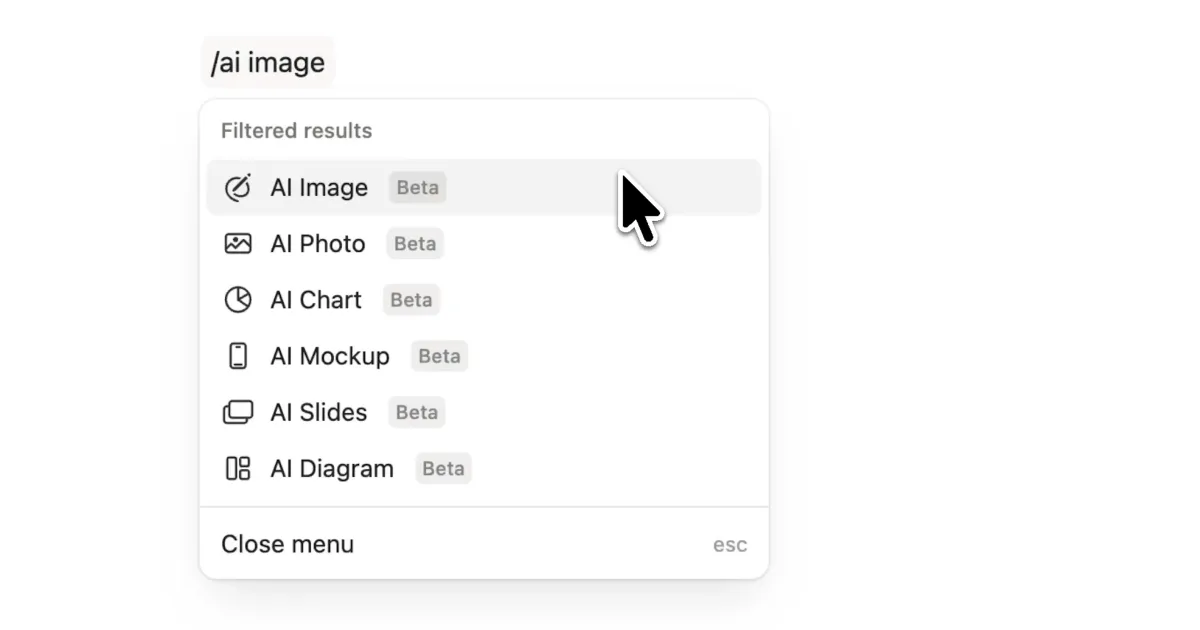 /ai image
Filtered results
AI Image Beta
AI Photo Beta
AI Chart Beta
AI Mockup Beta
AI Slides Beta
AI Diagram Beta
Close menu esc